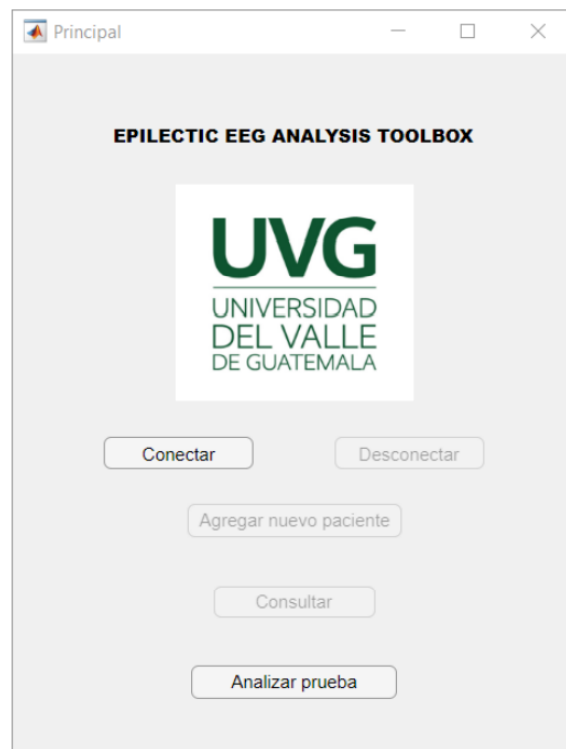 Principal
EPILECTIC EEG ANALYSIS TOOLBOX
UVG
UNIVERSIDAD
DEL VALLE
DE GUATEMALA
Conectar
Desconectar
Agregar nuevo paciente
Consultar
Analizar prueba